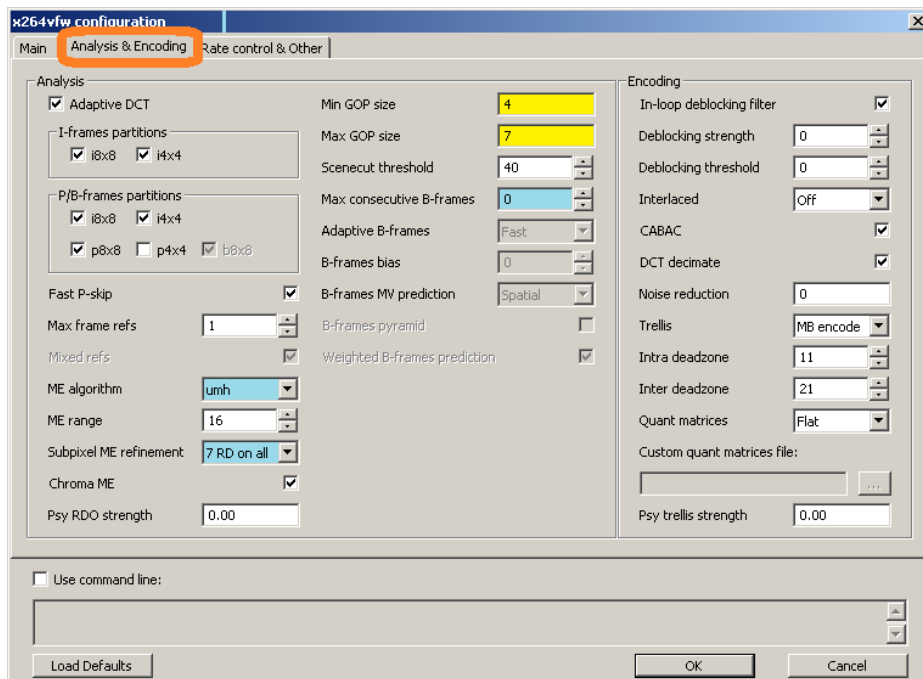 x264vfw configuration
Main
Analysis & Encoding
Rate control & Other
Analysis
Adaptive DCT
I-frames partitions
i8x8 i4x4
P/B-frames partitions
i8x8 i4x4
p8x8 p4x4 b8x8
Fast P-skip
Max frame refs 1
Mixed refs
ME algorithm umh
ME range 16
Subpixel ME refinement 7 RD on all
Chroma ME
Psy RDO strength 0.00
Min GOP size 4
Max GOP size 7
Scenecut threshold 40
Max consecutive B-frames 0
Adaptive B-frames Fast
B-frames bias 0
B-frames MV prediction Spatial
B-frames pyramid
Weighted B-frames prediction
Encoding
In-loop deblocking filter
Deblocking strength 0
Deblocking threshold 0
Interlaced Off
CABAC
DCT decimate
Noise reduction 0
Trellis MB encode
Intra deadzone 11
Inter deadzone 21
Quant matrices Flat
Custom quant matrices file:
...
Psy trellis strength 0.00
Use command line:
Load Defaults
OK
Cancel